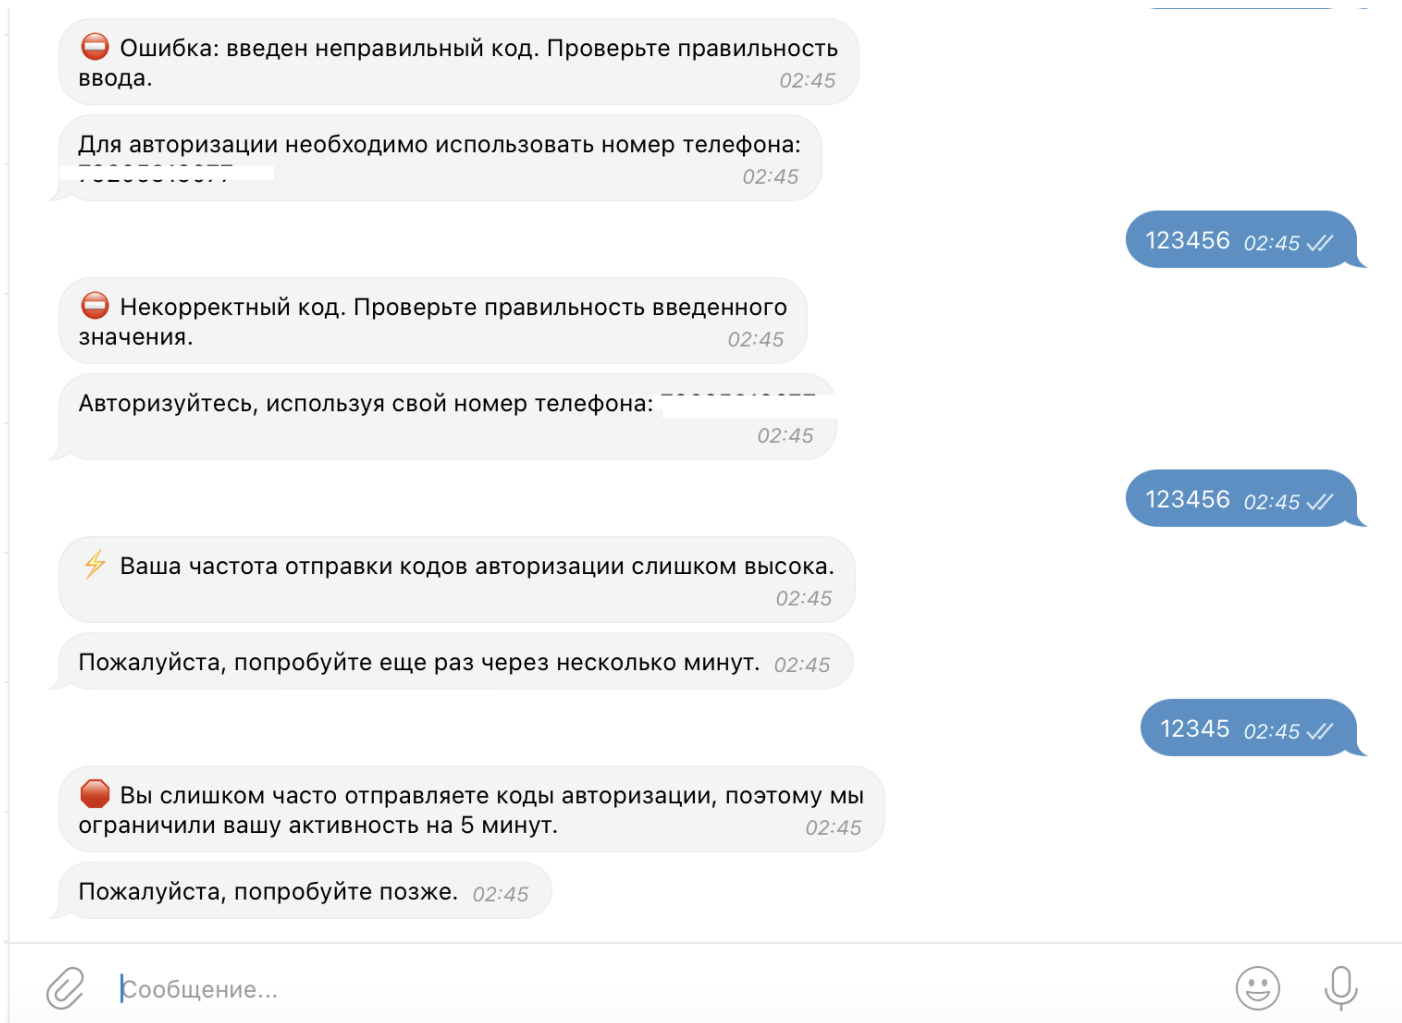 Ошибка: введен неправильный код. Проверьте правильность
ввода.
02:45
Для авторизации необходимо использовать номер телефона:
02:45
123456 02:45
Некорректный код. Проверьте правильность введенного
значения.
02:45
Авторизуйтесь, используя свой номер телефона:
02:45
123456 02:45
Ваша частота отправки кодов авторизации слишком высока.
02:45
Пожалуйста, попробуйте еще раз через несколько минут. 02:45
12345 02:45
Вы слишком часто отправляете коды авторизации, поэтому мы
ограничили вашу активность на 5 минут.
02:45
Пожалуйста, попробуйте позже. 02:45
Сообщение...